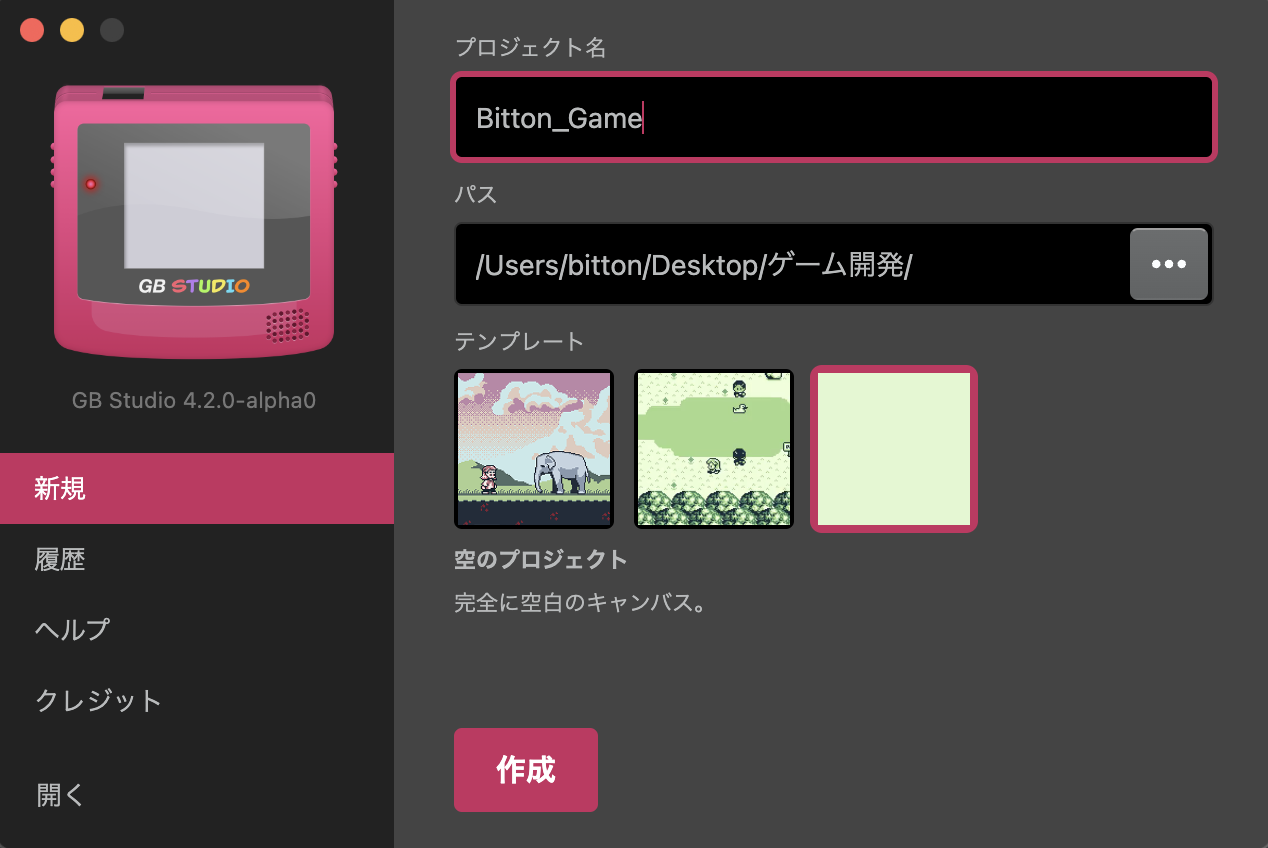 GB STUDIO
GB Studio 4.2.0-alpha0
新規
履歴
ヘルプ
クレジット
開く
プロジェクト名
Bitton_Game
パス
/Users/bitton/Desktop/ゲーム開発/
•••
テンプレート
空のプロジェクト
完全に空白のキャンバス。
作成